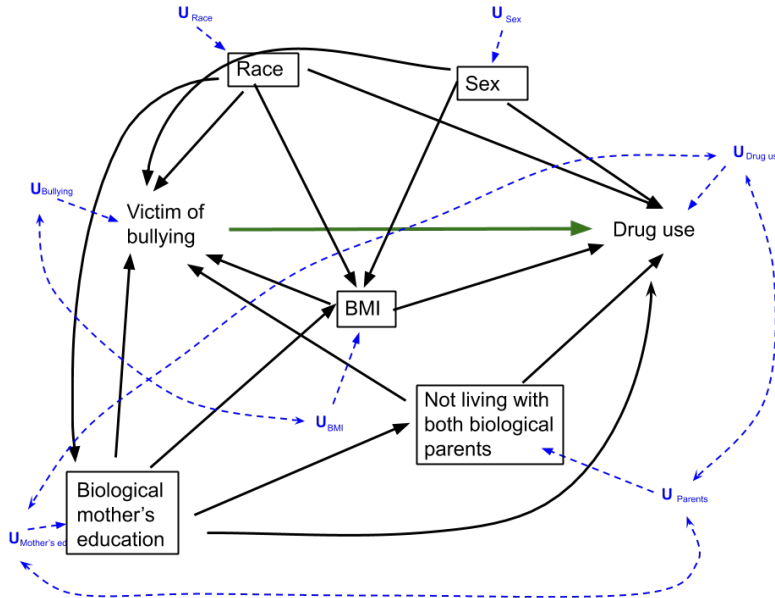 U Race
U Sex
Race
Sex
U Drug us
U Bullying
Victim of
bullying
Drug use
BMI
Not living with
both biological
parents
U BMI
Biological
mother's
education
U Parents
U Mother's ed